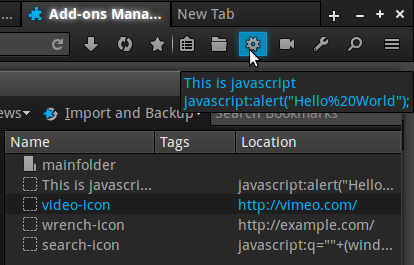 ...
Add-ons Mana...
New Tab
This is javascript
javascript:alert("Hello%20World");
ews
Import and Backup
Search Bookmarks
Name
Tags
Location
mainfolder
This is javascri...
javascript:alert("Hello...
video-icon
http://vimeo.com/
wrench-icon
http://example.com/
search-icon
javascript:q=""+(wind...